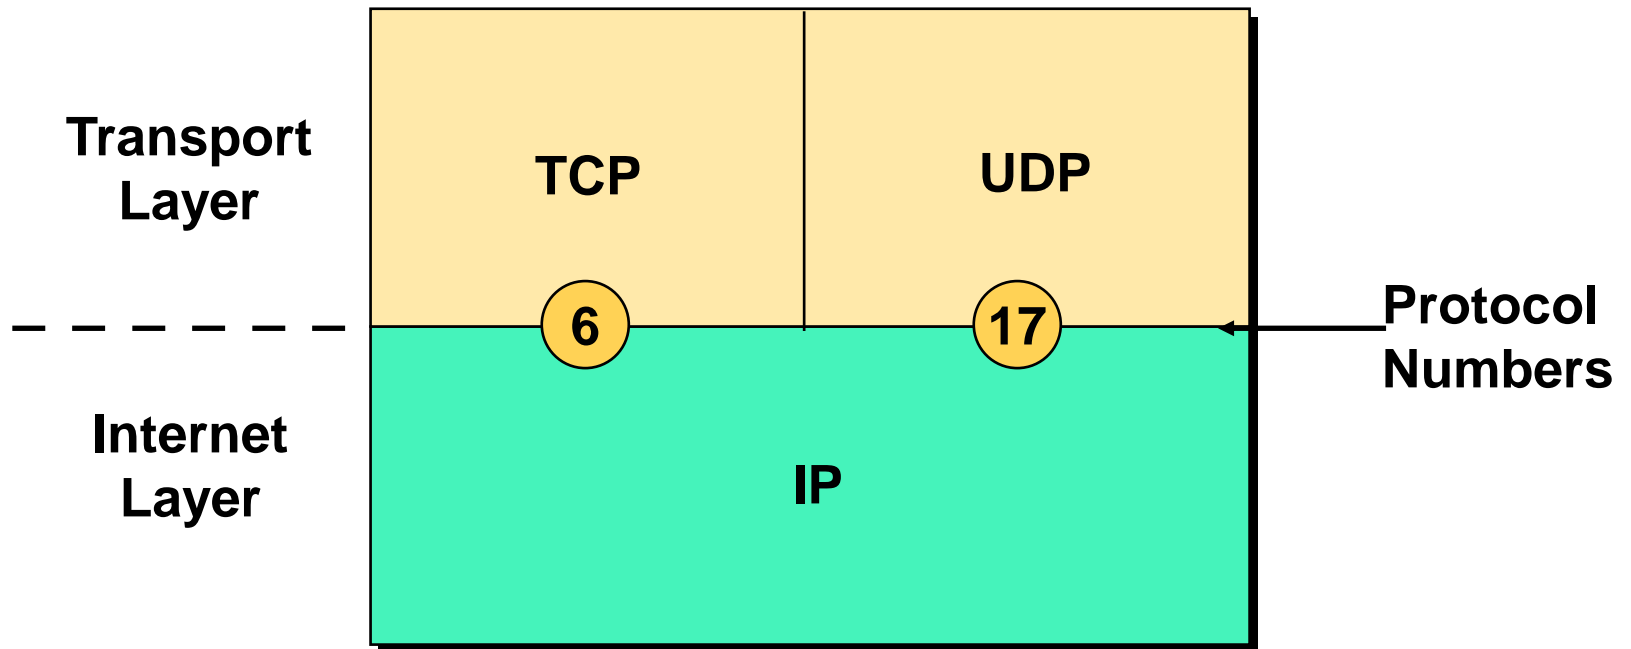 Transport
Layer
TCP
UDP
6
17
Protocol
Numbers
Internet
Layer
IP